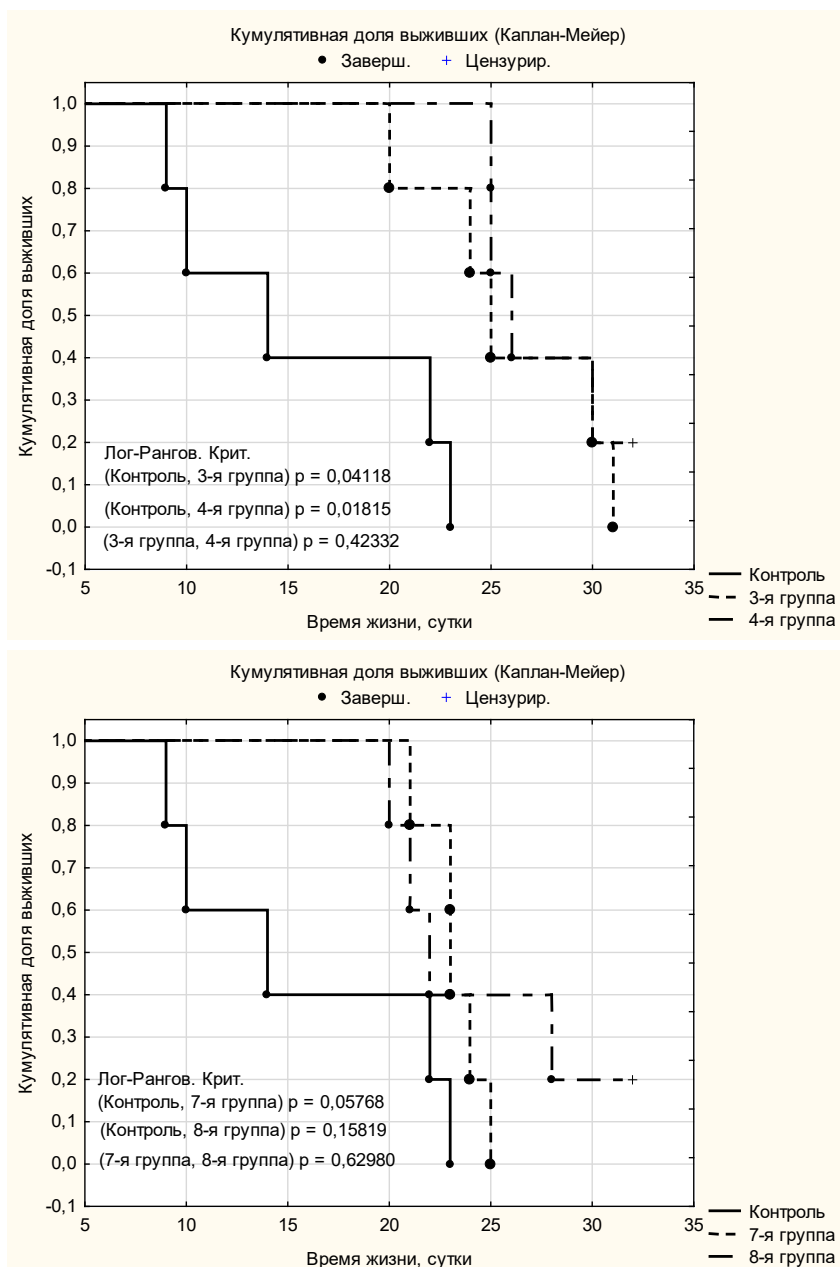 Кумулятивная доля выживших (Каплан-Мейер)
Заверш. + Цензурир.
Кумулятивная доля выживших
1,0
0,9
0,8
0,7
0,6
0,5
0,4
0,3
0,2
0,1
0,0
-0,1
Лог-Рангов. Крит.
(Контроль, 3-я группа) p = 0,04118
(Контроль, 4-я группа) p = 0,01815
(3-я группа, 4-я группа) p = 0,42332
5 10 15 20 25 30 35
Время жизни, сутки
Контроль
3-я группа
4-я группа
Кумулятивная доля выживших (Каплан-Мейер)
Заверш. + Цензурир.
Кумулятивная доля выживших
1,0
0,9
0,8
0,7
0,6
0,5
0,4
0,3
0,2
0,1
0,0
-0,1
Лог-Рангов. Крит.
(Контроль, 7-я группа) p = 0,05768
(Контроль, 8-я группа) p = 0,15819
(7-я группа, 8-я группа) p = 0,62980
5 10 15 20 25 30 35
Время жизни, сутки
Контроль
7-я группа
8-я группа